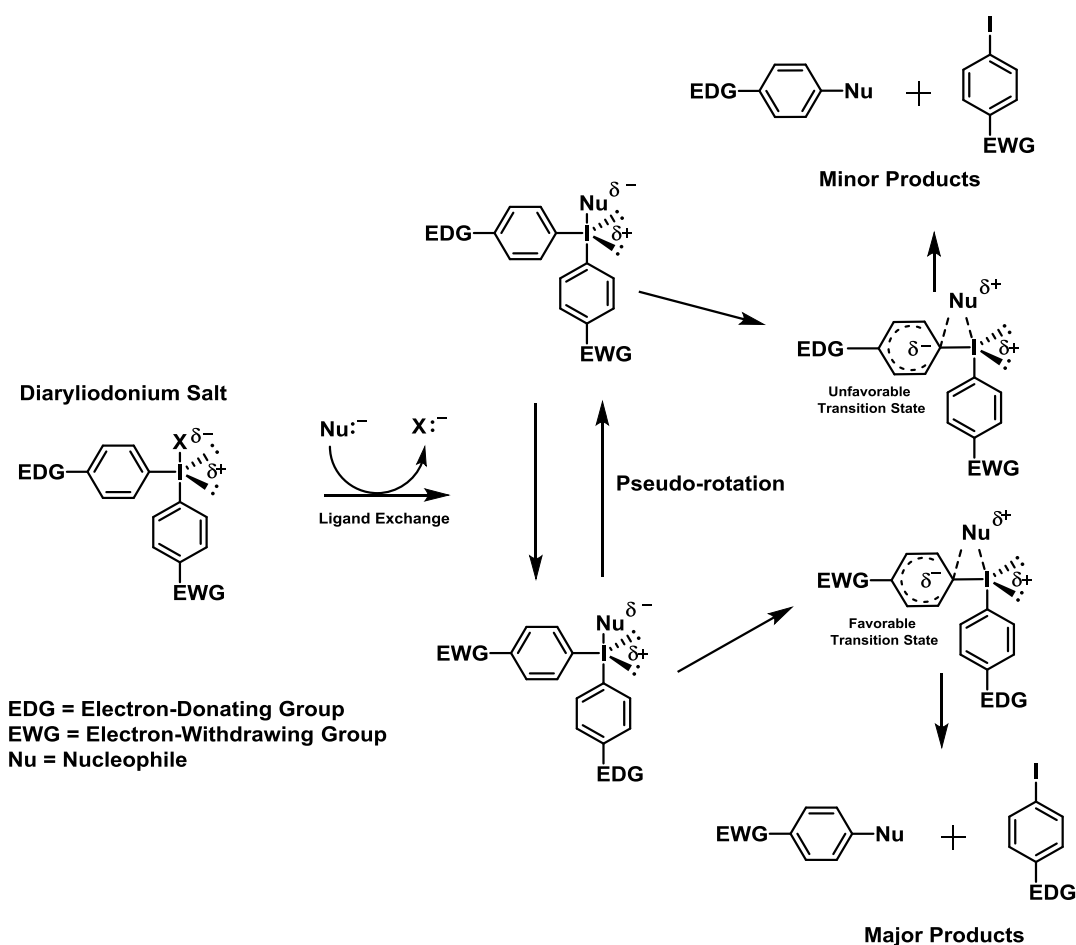 I
EDG
Nu
+
EWG
Minor Products
Nu δ −
EDG
I
δ+
EWG
Nu δ+
EDG
δ−
I
δ+
Unfavorable
Transition State
EWG
Diaryliodonium Salt
X δ−
EDG
I
δ+
EWG
Nu:−
X:−
Ligand Exchange
Pseudo-rotation
Nu δ+
EWG
δ−
I
δ+
Favorable
Transition State
EDG
Nu δ −
EWG
I
δ+
EDG
EDG = Electron-Donating Group
EWG = Electron-Withdrawing Group
Nu = Nucleophile
I
EWG
Nu
+
EDG
Major Products